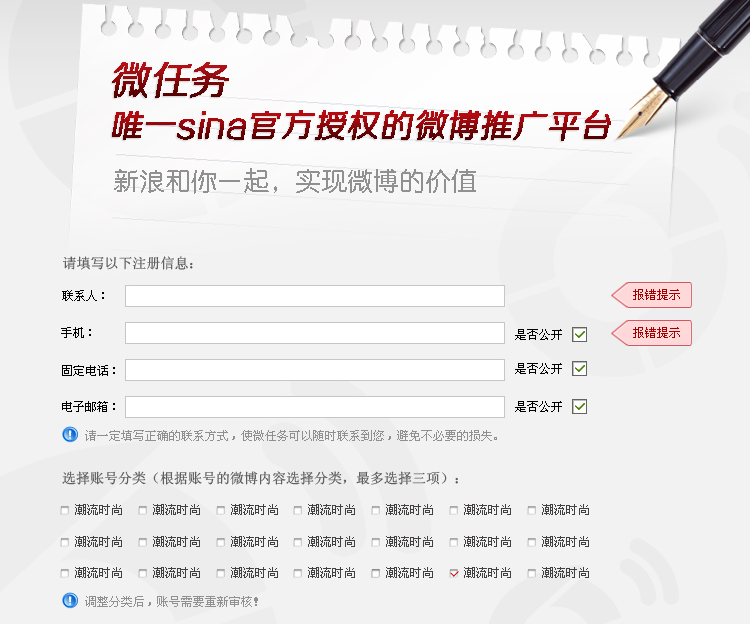 微任务
唯一sina官方授权的微博推广平台
新浪和你一起，实现微博的价值
请填写以下注册信息：
联系人： 报错提示
手机： 是否公开 报错提示
固定电话： 是否公开
电子邮箱： 是否公开
请一定填写正确的联系方式，使微任务可以随时联系到您，避免不必要的损失。
选择账号分类（根据账号的微博内容选择分类，最多选择三项）：
潮流时尚 潮流时尚 潮流时尚 潮流时尚 潮流时尚 潮流时尚 潮流时尚
潮流时尚 潮流时尚 潮流时尚 潮流时尚 潮流时尚 潮流时尚 潮流时尚
潮流时尚 潮流时尚 潮流时尚 潮流时尚 潮流时尚 潮流时尚 潮流时尚
调整分类后，账号需要重新审核！